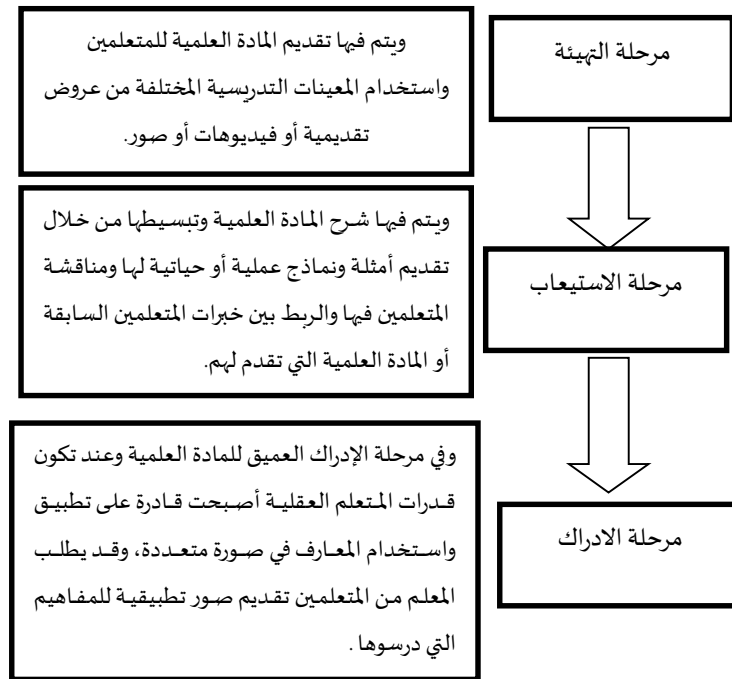 مرحلة التهيئة
ويتم فيها تقديم المادة العلمية للمتعلمين
واستخدام المعينات التدريسية المختلفة من عروض
تقديمية أو فيديوهات أو صور.
مرحلة الاستيعاب
ويتم فيها شرح المادة العلمية وتبسيطها من خلال
تقديم أمثلة ونماذج عملية أو حياتية لها ومناقشة
المتعلمين فيها والربط بين خبرات المتعلمين السابقة
أو المادة العلمية التي تقدم لهم.
مرحلة الادراك
وفي مرحلة الإدراك العميق للمادة العلمية وعند تكون
قدرات المتعلم العقلية أصبحت قادرة على تطبيق
واستخدام المعارف في صورة متعددة، وقد يطلب
المعلم من المتعلمين تقديم صور تطبيقية للمفاهيم
التي درسوها .